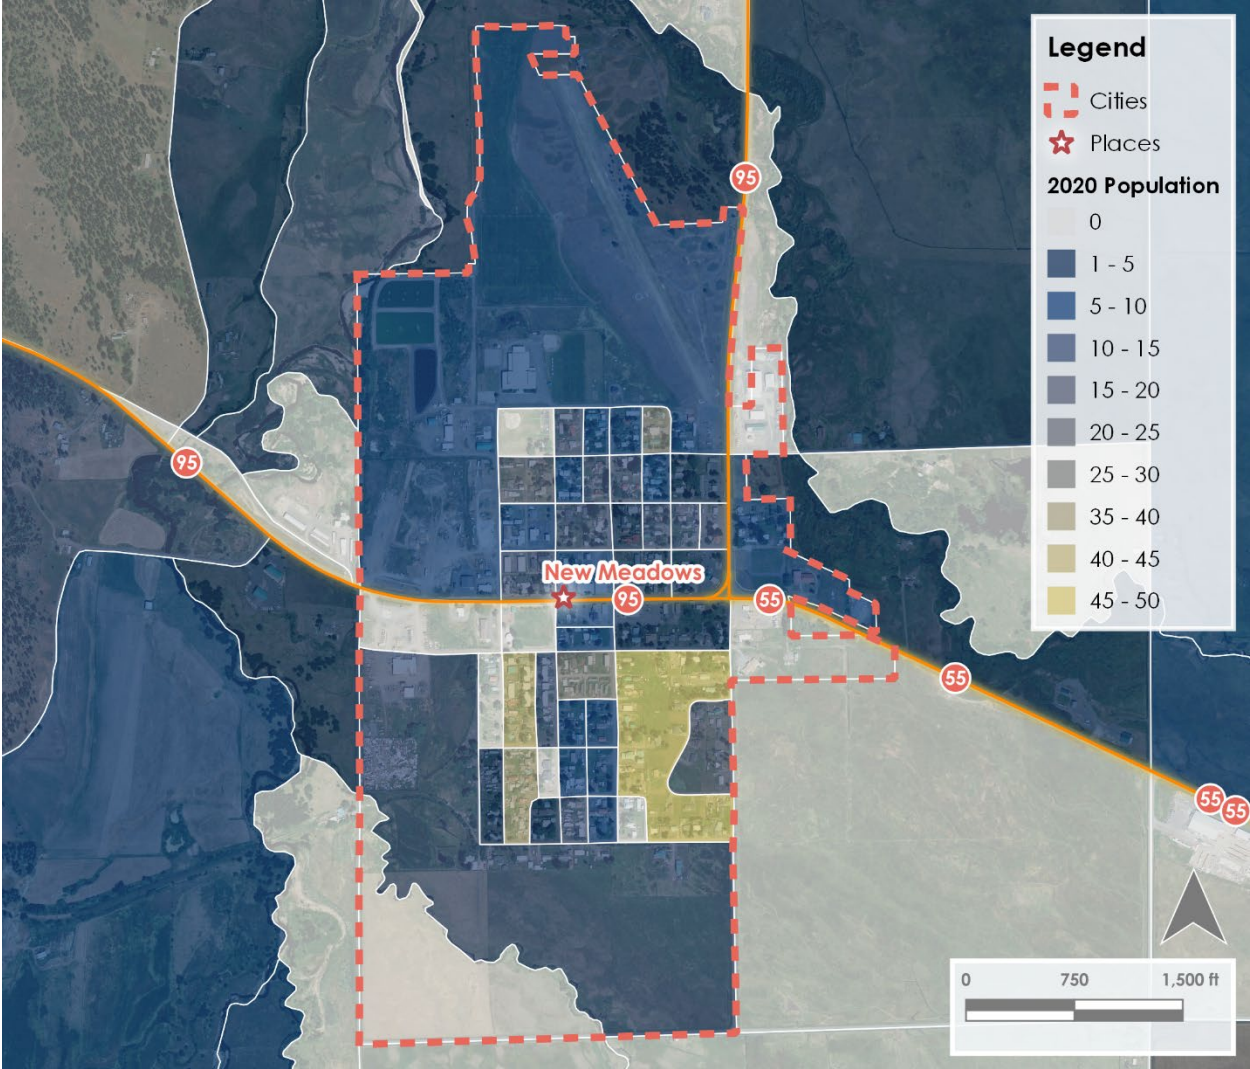 Legend
Cities
Places
2020 Population
0
1 - 5
5 - 10
10 - 15
15 - 20
20 - 25
25 - 30
35 - 40
40 - 45
45 - 50
95
95
New Meadows
95
55
55
55
55
0 750 1,500 ft